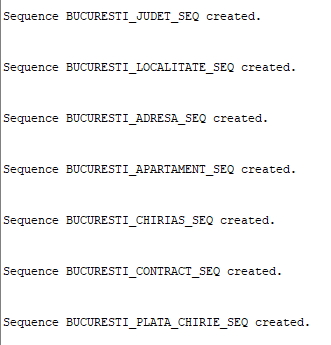 Sequence BUCURESTI_JUDET_SEQ created.
Sequence BUCURESTI_LOCALITATE_SEQ created.
Sequence BUCURESTI_ADRESA_SEQ created.
Sequence BUCURESTI_APARTAMENT_SEQ created.
Sequence BUCURESTI_CHIRIAS_SEQ created.
Sequence BUCURESTI_CONTRACT_SEQ created.
Sequence BUCURESTI_PLATA_CHIRIE_SEQ created.